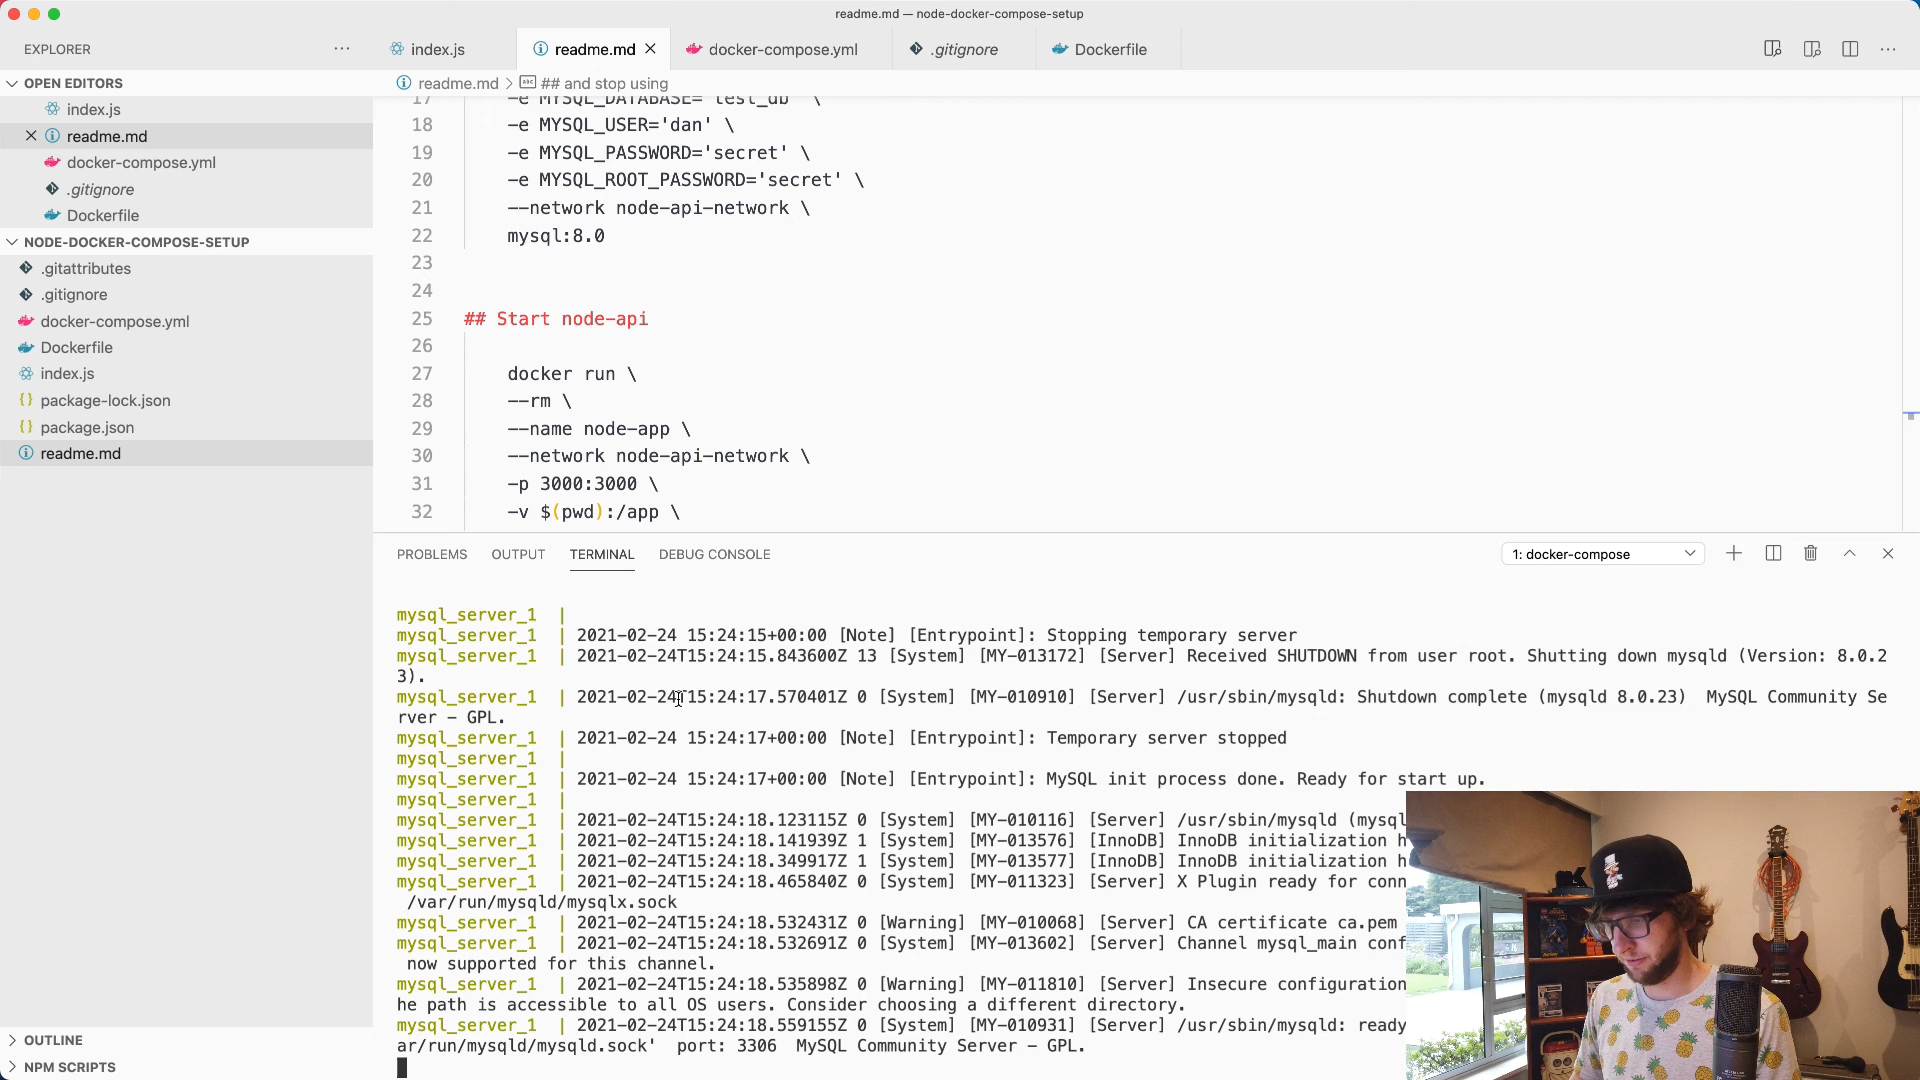 readme.md — node-docker-compose-setup
EXPLORER
index.js
readme.md
docker-compose.yml
.gitignore
Dockerfile
OPEN EDITORS
index.js
readme.md
docker-compose.yml
.gitignore
Dockerfile
NODE-DOCKER-COMPOSE-SETUP
.gitattributes
.gitignore
docker-compose.yml
Dockerfile
index.js
package-lock.json
package.json
readme.md
OUTLINE
NPM SCRIPTS
readme.md > ## and stop using
17 -e MYSQL_DATABASE='test_db' \
18 -e MYSQL_USER='dan' \
19 -e MYSQL_PASSWORD='secret' \
20 -e MYSQL_ROOT_PASSWORD='secret' \
21 --network node-api-network \
22 mysql:8.0
23
24
25 ## Start node-api
26
27 docker run \
28 --rm \
29 --name node-app \
30 --network node-api-network \
31 -p 3000:3000 \
32 -v $(pwd):/app \
PROBLEMS OUTPUT TERMINAL DEBUG CONSOLE
1: docker-compose
mysql_server_1 |
mysql_server_1 | 2021-02-24 15:24:15+00:00 [Note] [Entrypoint]: Stopping temporary server
mysql_server_1 | 2021-02-24T15:24:15.843600Z 13 [System] [MY-013172] [Server] Received SHUTDOWN from user root. Shutting down mysqld (Version: 8.0.2
3).
mysql_server_1 | 2021-02-24T15:24:17.570401Z 0 [System] [MY-010910] [Server] /usr/sbin/mysqld: Shutdown complete (mysqld 8.0.23) MySQL Community Se
rver - GPL.
mysql_server_1 | 2021-02-24 15:24:17+00:00 [Note] [Entrypoint]: Temporary server stopped
mysql_server_1 |
mysql_server_1 | 2021-02-24 15:24:17+00:00 [Note] [Entrypoint]: MySQL init process done. Ready for start up.
mysql_server_1 |
mysql_server_1 | 2021-02-24T15:24:18.123115Z 0 [System] [MY-010116] [Server] /usr/sbin/mysqld (mysql
mysql_server_1 | 2021-02-24T15:24:18.141939Z 1 [System] [MY-013576] [InnoDB] InnoDB initialization h
mysql_server_1 | 2021-02-24T15:24:18.349917Z 1 [System] [MY-013577] [InnoDB] InnoDB initialization h
mysql_server_1 | 2021-02-24T15:24:18.465840Z 0 [System] [MY-011323] [Server] X Plugin ready for conn
/var/run/mysqld/mysqlx.sock
mysql_server_1 | 2021-02-24T15:24:18.532431Z 0 [Warning] [MY-010068] [Server] CA certificate ca.pem
mysql_server_1 | 2021-02-24T15:24:18.532691Z 0 [System] [MY-013602] [Server] Channel mysql_main conf
now supported for this channel.
mysql_server_1 | 2021-02-24T15:24:18.535898Z 0 [Warning] [MY-011810] [Server] Insecure configuration
he path is accessible to all OS users. Consider choosing a different directory.
mysql_server_1 | 2021-02-24T15:24:18.559155Z 0 [System] [MY-010931] [Server] /usr/sbin/mysqld: ready
ar/run/mysqld/mysqld.sock' port: 3306 MySQL Community Server - GPL.